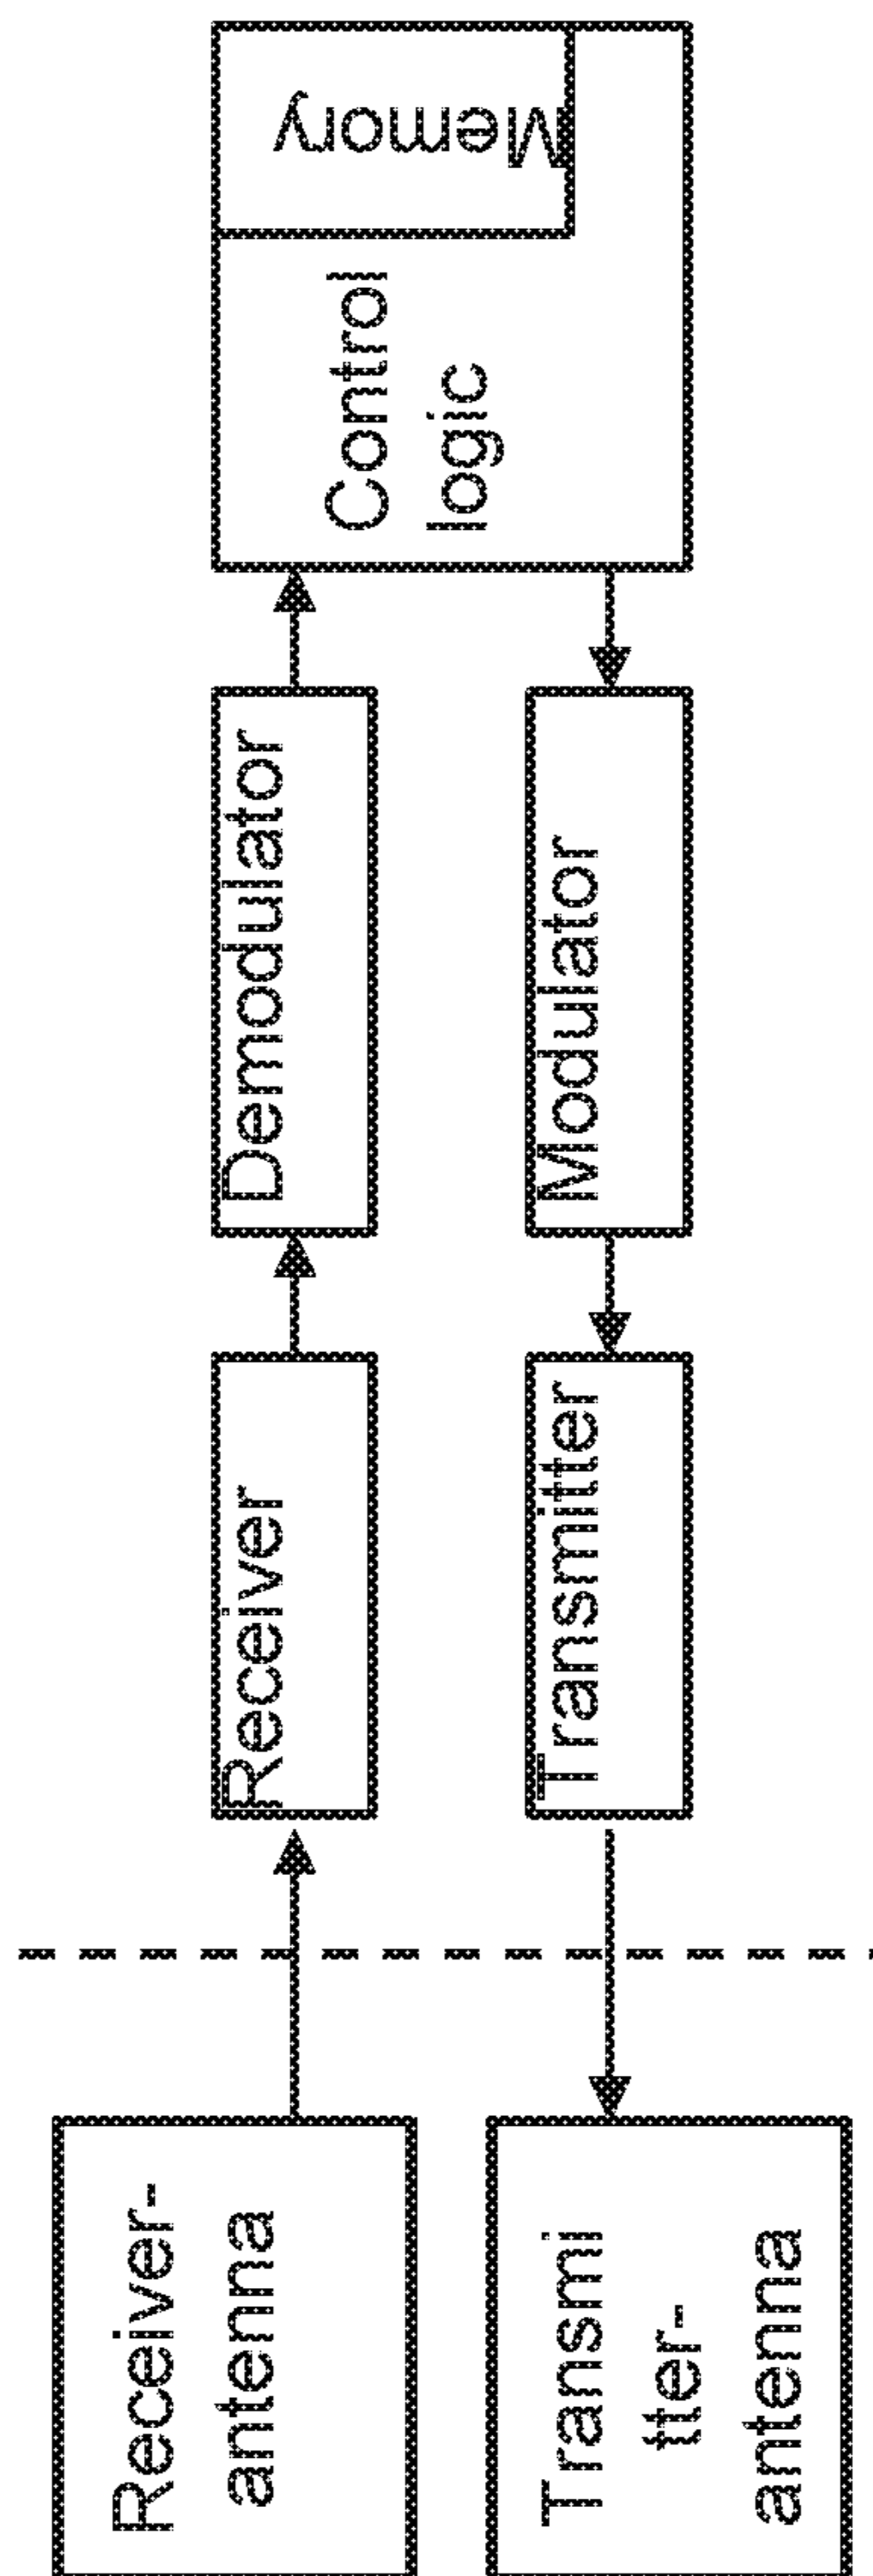 Receiver-
antenna
Receiver
Demodulator
Control
logic
Memory
Transmi
tter-
antenna
Transmitter
Modulator